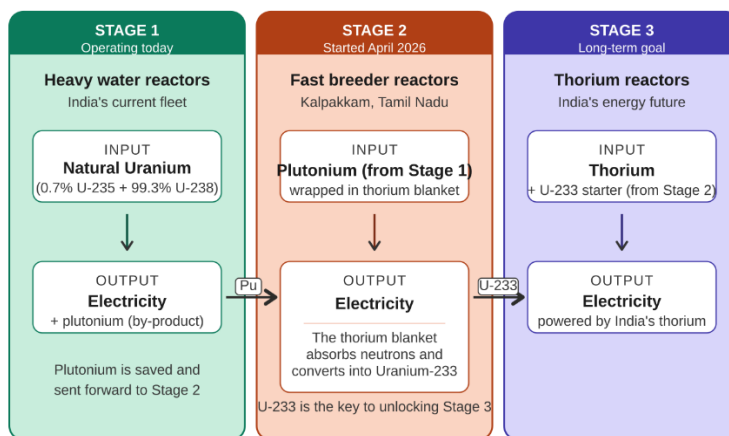 STAGE 1
Operating today
Heavy water reactors
India's current fleet
INPUT
Natural Uranium
(0.7% U-235 + 99.3% U-238)
OUTPUT
Electricity
+ plutonium (by-product)
Plutonium is saved and
sent forward to Stage 2
Pu
STAGE 2
Started April 2026
Fast breeder reactors
Kalpakkam, Tamil Nadu
INPUT
Plutonium (from Stage 1)
wrapped in thorium blanket
OUTPUT
Electricity
The thorium blanket
absorbs neutrons and
converts into Uranium-233
U-233 is the key to unlocking Stage 3
U-233
STAGE 3
Long-term goal
Thorium reactors
India's energy future
INPUT
Thorium
+ U-233 starter (from Stage 2)
OUTPUT
Electricity
powered by India's thorium